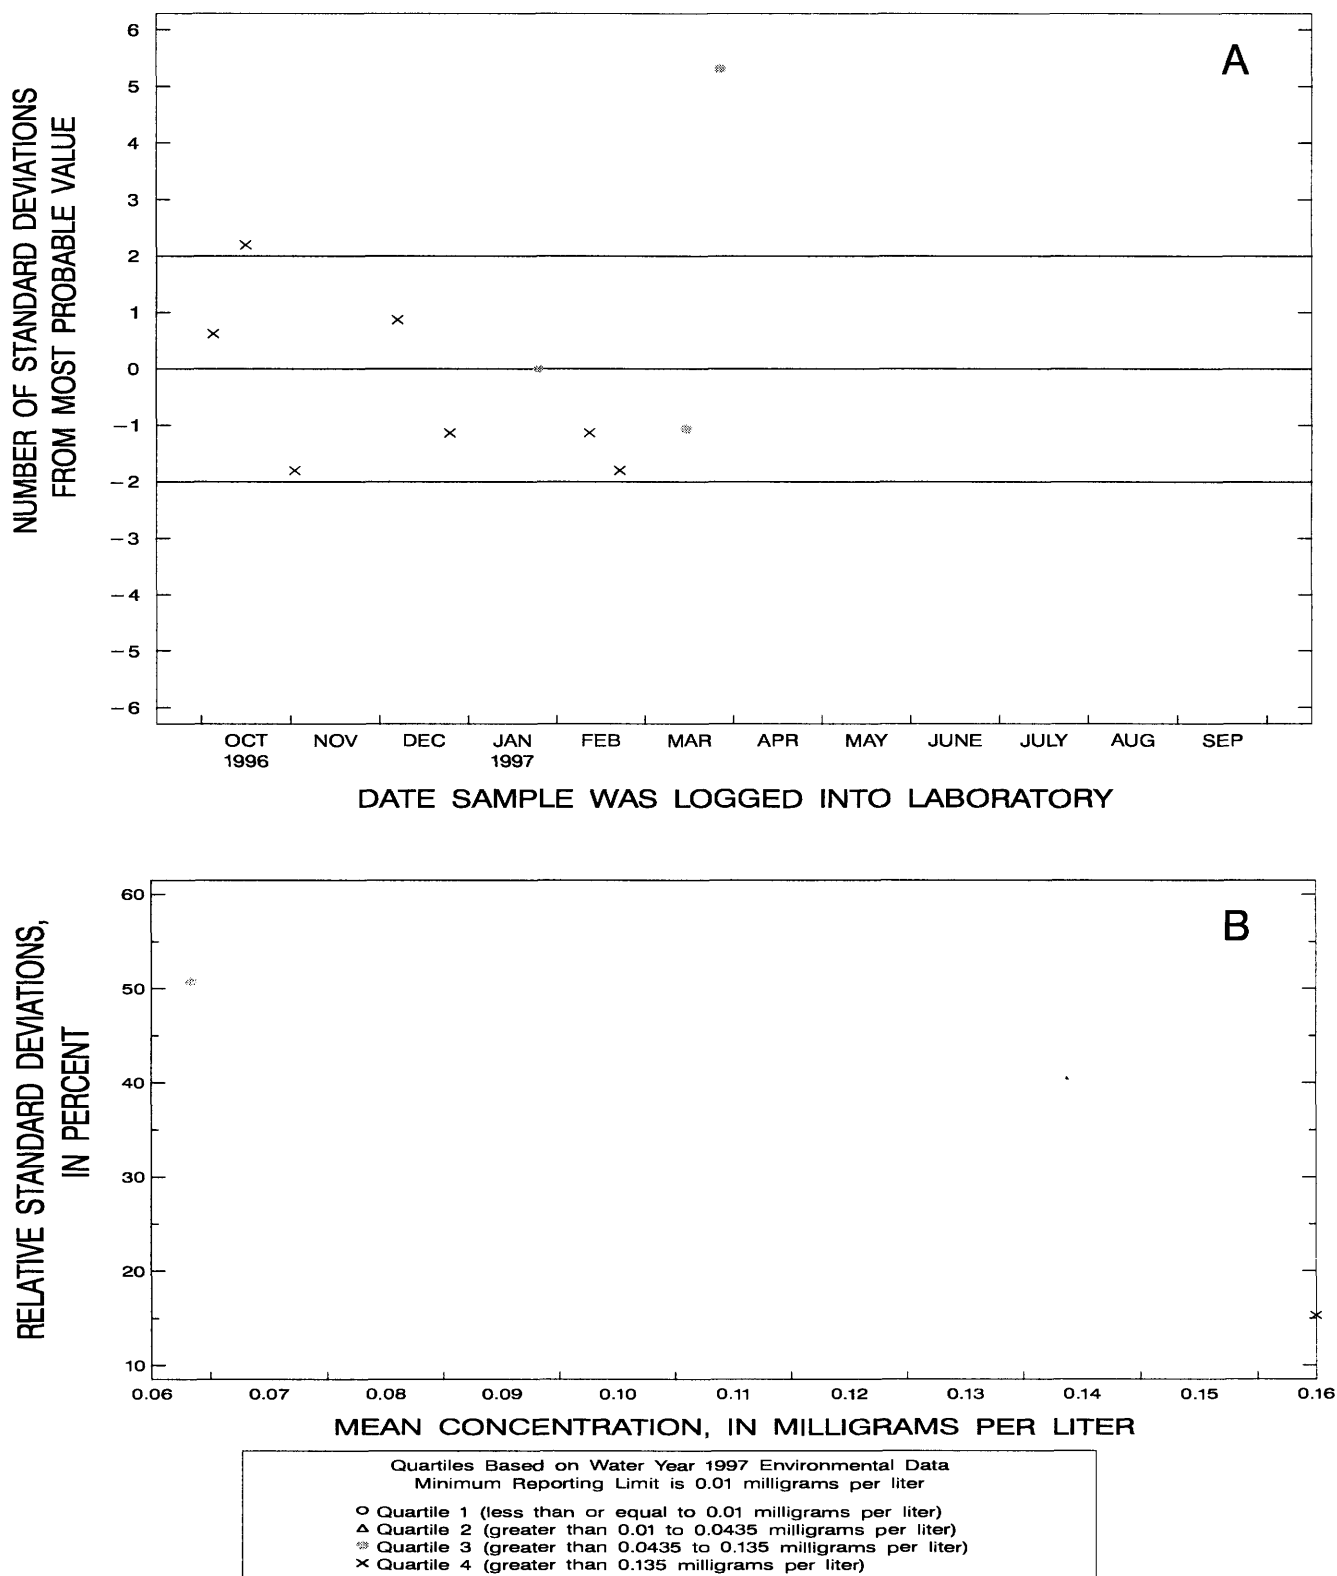 A
NUMBER OF STANDARD DEVIATIONS
FROM MOST PROBABLE VALUE
6
5
4
3
2
1
0
−1
−2
−3
−4
−5
−6
OCT NOV DEC JAN FEB MAR APR MAY JUNE JULY AUG SEP
1996 1997
DATE SAMPLE WAS LOGGED INTO LABORATORY
B
RELATIVE STANDARD DEVIATIONS,
IN PERCENT
60
50
40
30
20
10
0.06 0.07 0.08 0.09 0.10 0.11 0.12 0.13 0.14 0.15 0.16
MEAN CONCENTRATION, IN MILLIGRAMS PER LITER
Quartiles Based on Water Year 1997 Environmental Data
Minimum Reporting Limit is 0.01 milligrams per liter
Quartile 1 (less than or equal to 0.01 milligrams per liter)
Quartile 2 (greater than 0.01 to 0.0435 milligrams per liter)
Quartile 3 (greater than 0.0435 to 0.135 milligrams per liter)
Quartile 4 (greater than 0.135 milligrams per liter)